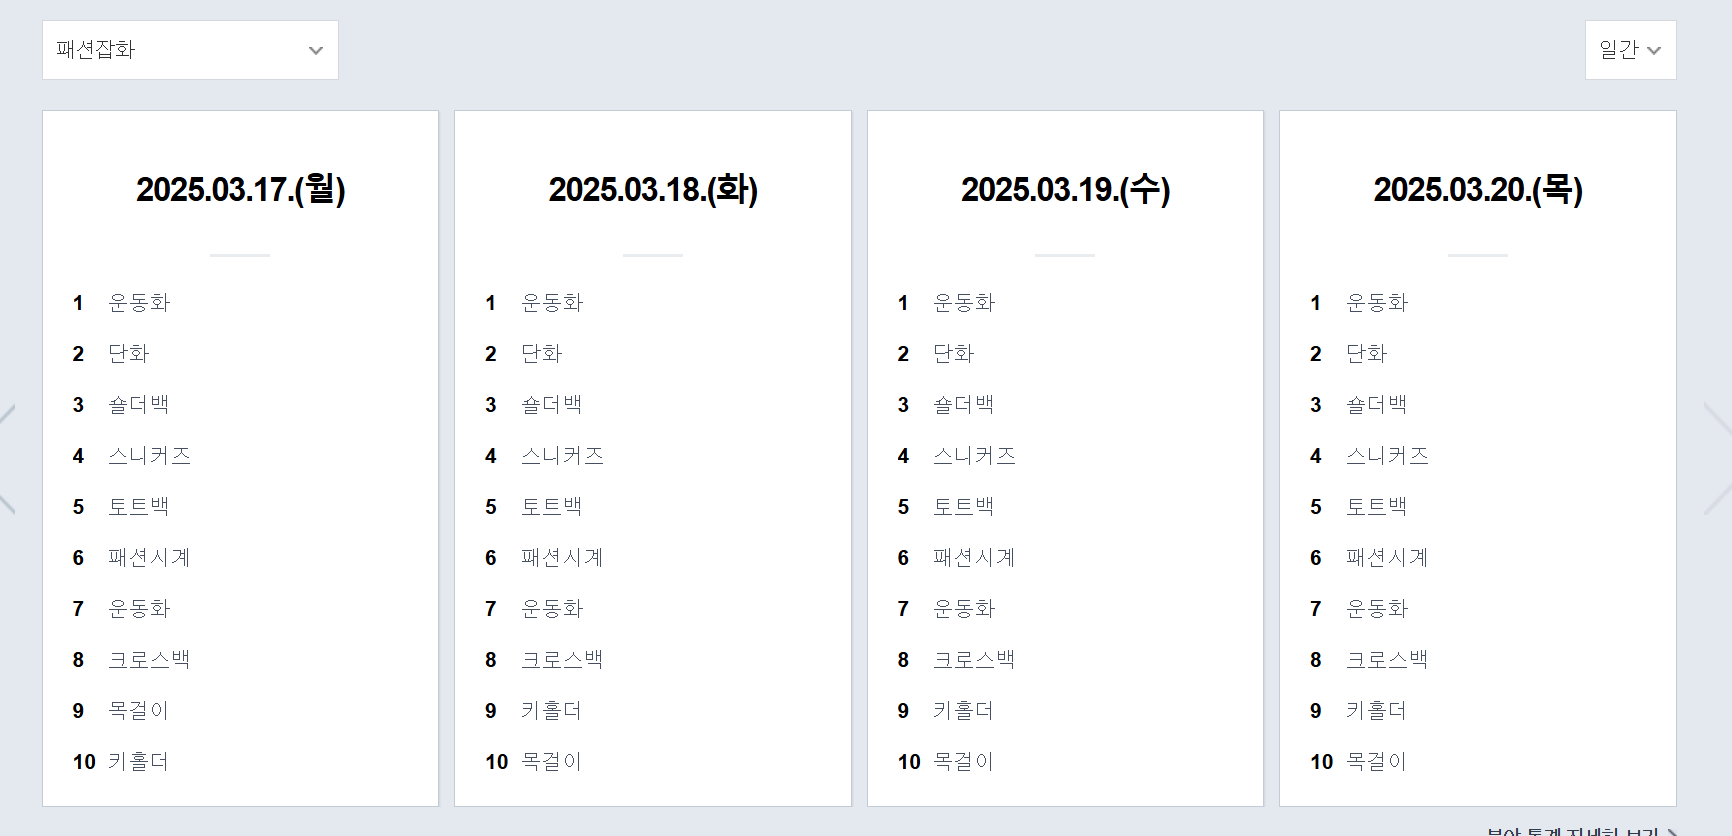 패션잡화
일간
2025.03.17.(월)
1 운동화
2 단화
3 숄더백
4 스니커즈
5 토트백
6 패션시계
7 운동화
8 크로스백
9 목걸이
10 키홀더
2025.03.18.(화)
1 운동화
2 단화
3 숄더백
4 스니커즈
5 토트백
6 패션시계
7 운동화
8 크로스백
9 키홀더
10 목걸이
2025.03.19.(수)
1 운동화
2 단화
3 숄더백
4 스니커즈
5 토트백
6 패션시계
7 운동화
8 크로스백
9 키홀더
10 목걸이
2025.03.20.(목)
1 운동화
2 단화
3 숄더백
4 스니커즈
5 토트백
6 패션시계
7 운동화
8 크로스백
9 키홀더
10 목걸이
분야 통계 자세히 보기